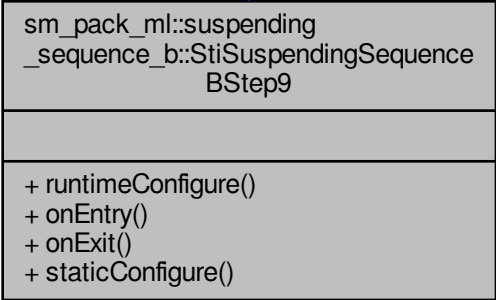 sm_pack_ml::suspending
_sequence_b::StiSuspendingSequence
BStep9
+ runtimeConfigure()
+ onEntry()
+ onExit()
+ staticConfigure()